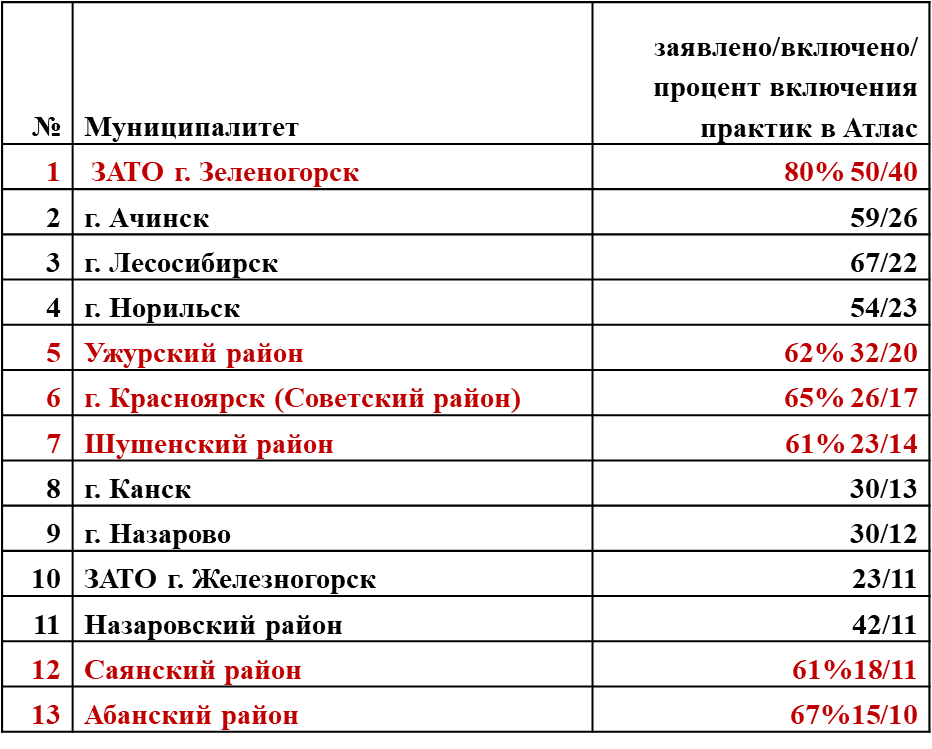 заявлено/включено/
процент включения
№ Муниципалитет практик в Атлас
1 ЗАТО г. Зеленогорск 80% 50/40
2 г. Ачинск 59/26
3 г. Лесосибирск 67/22
4 г. Норильск 54/23
5 Ужурский район 62% 32/20
6 г. Красноярск (Советский район) 65% 26/17
7 Шушенский район 61% 23/14
8 г. Канск 30/13
9 г. Назарово 30/12
10 ЗАТО г. Железногорск 23/11
11 Назаровский район 42/11
12 Саянский район 61%18/11
13 Абанский район 67%15/10